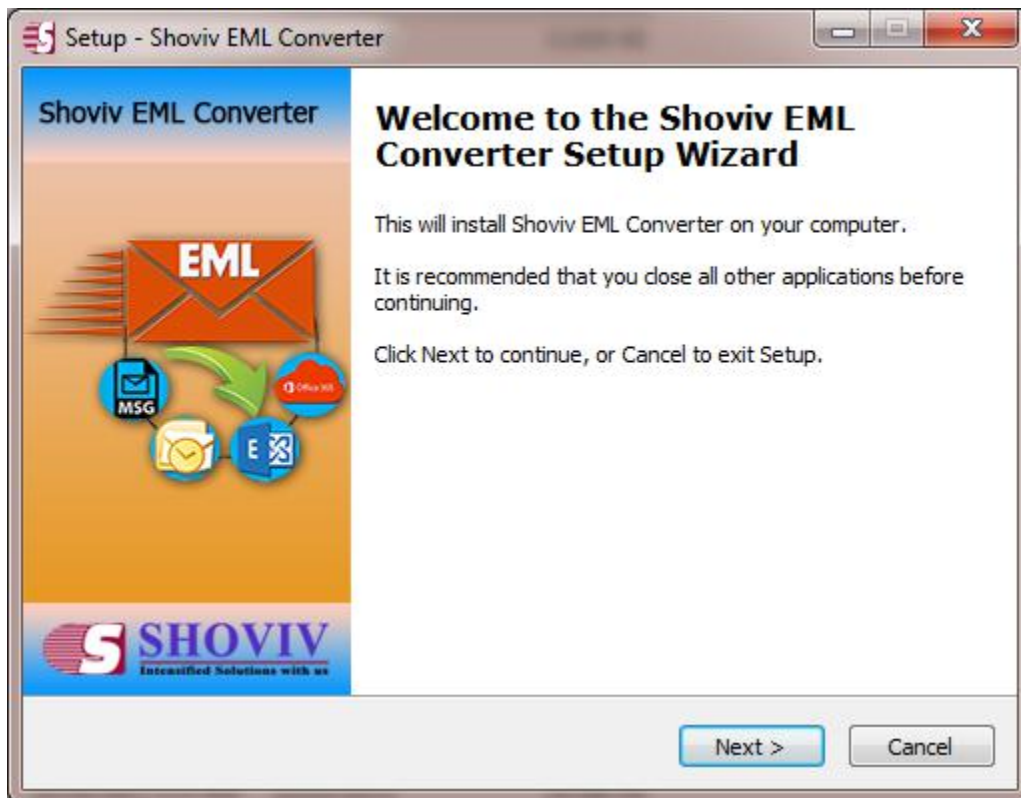 Setup - Shoviv EML Converter
Shoviv EML Converter
Welcome to the Shoviv EML
Converter Setup Wizard
This will install Shoviv EML Converter on your computer.
It is recommended that you close all other applications before
continuing.
Click Next to continue, or Cancel to exit Setup.
EML
Office 365
MSG
E
S SHOVIV
Intensified Solutions with us
Next >
Cancel